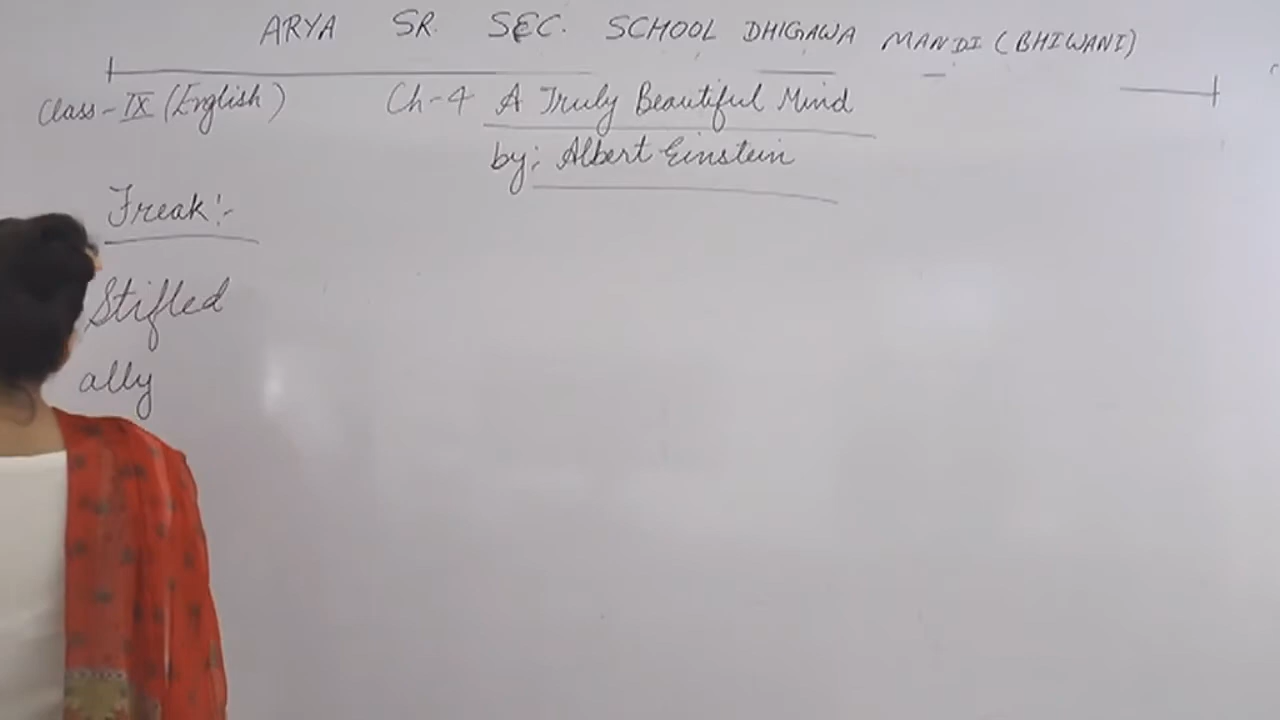 ARYA SR. SEC. SCHOOL DHIGAWA MANDI (BHIWANI)
Class-IX (English) Ch-4 A Truly Beautiful Mind
by: Albert Einstein
Freak:-
Stifled
ally